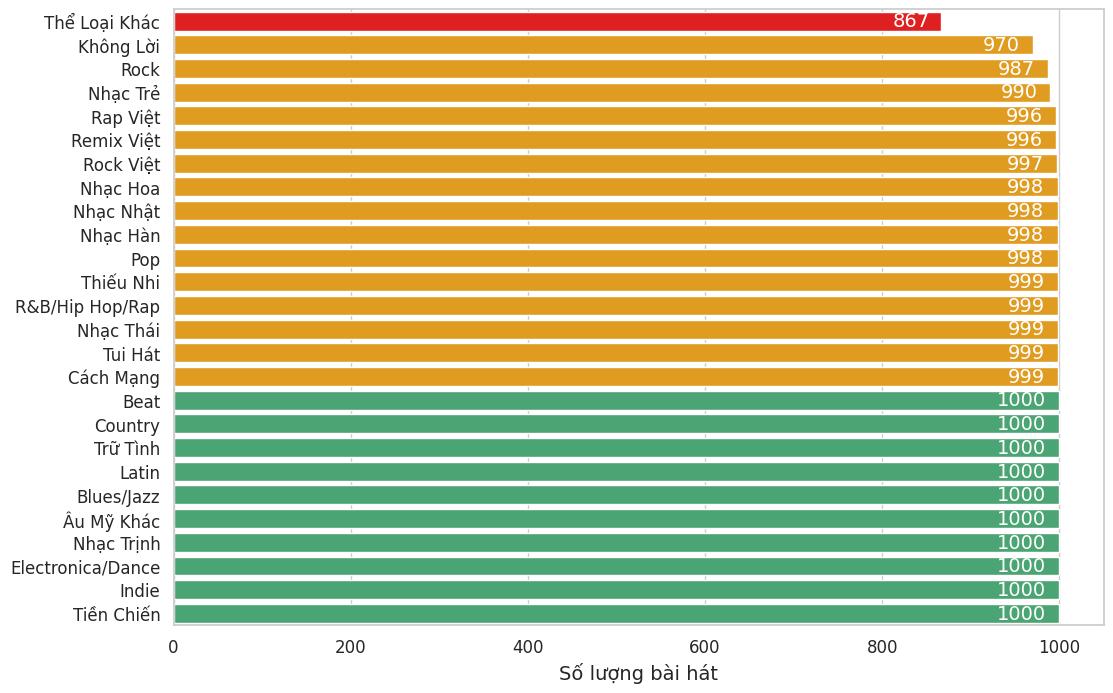 Thể Loại Khác 867
Không Lời 970
Rock 987
Nhạc Trẻ 990
Rap Việt 996
Remix Việt 996
Rock Việt 997
Nhạc Hoa 998
Nhạc Nhật 998
Nhạc Hàn 998
Pop 998
Thiếu Nhi 999
R&B/Hip Hop/Rap 999
Nhạc Thái 999
Tui Hát 999
Cách Mạng 999
Beat 1000
Country 1000
Trữ Tình 1000
Latin 1000
Blues/Jazz 1000
Âu Mỹ Khác 1000
Nhạc Trịnh 1000
Electronica/Dance 1000
Indie 1000
Tiền Chiến 1000
0 200 400 600 800 1000
Số lượng bài hát